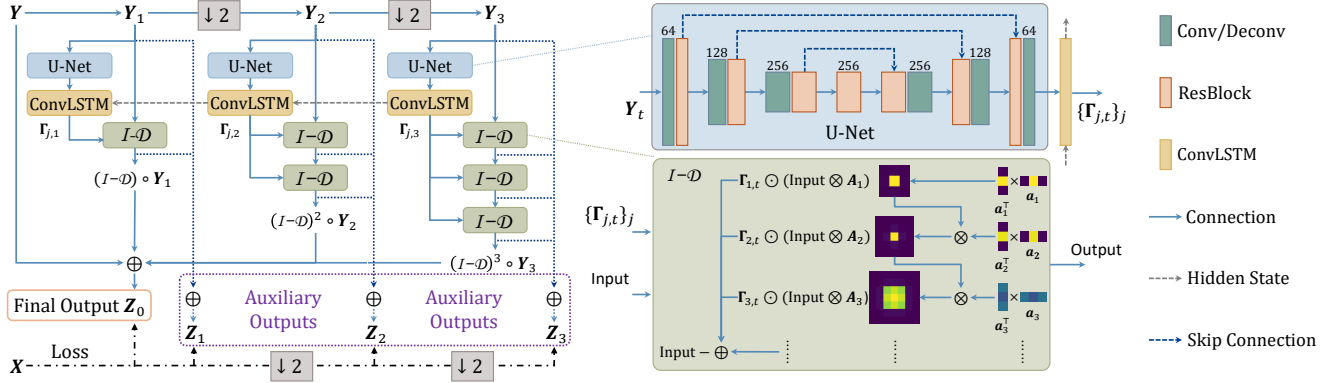 Y Y₁ ↓2 Y₂ ↓2 Y₃
U-Net U-Net U-Net
ConvLSTM ConvLSTM ConvLSTM
Γⱼ,₁ Γⱼ,₂ Γⱼ,₃
I−𝒟 I−𝒟 I−𝒟
(I−𝒟) ∘ Y₁ I−𝒟 I−𝒟
(I−𝒟)² ∘ Y₂ I−𝒟
⊕ (I−𝒟)³ ∘ Y₃
Final Output Z₀
⊕ Auxiliary ⊕ Auxiliary ⊕
Outputs Outputs
Z₁ Z₂ Z₃
Loss
X ↓2 ↓2
64 128 256 256 256 128 64
Yₜ {Γⱼ,ₜ}ⱼ
U-Net
I−𝒟
Γ₁,ₜ ⊙ (Input ⊗ A₁) a₁ᵀ × a₁
{Γⱼ,ₜ}ⱼ ⊗
Γ₂,ₜ ⊙ (Input ⊗ A₂) ⊗ a₂ᵀ × a₂
Input Output
⊗
Γ₃,ₜ ⊙ (Input ⊗ A₃) ⊗ a₃ᵀ × a₃
Input − ⊕ ······ ······ ······
Conv/Deconv
ResBlock
ConvLSTM
Connection
Hidden State
Skip Connection